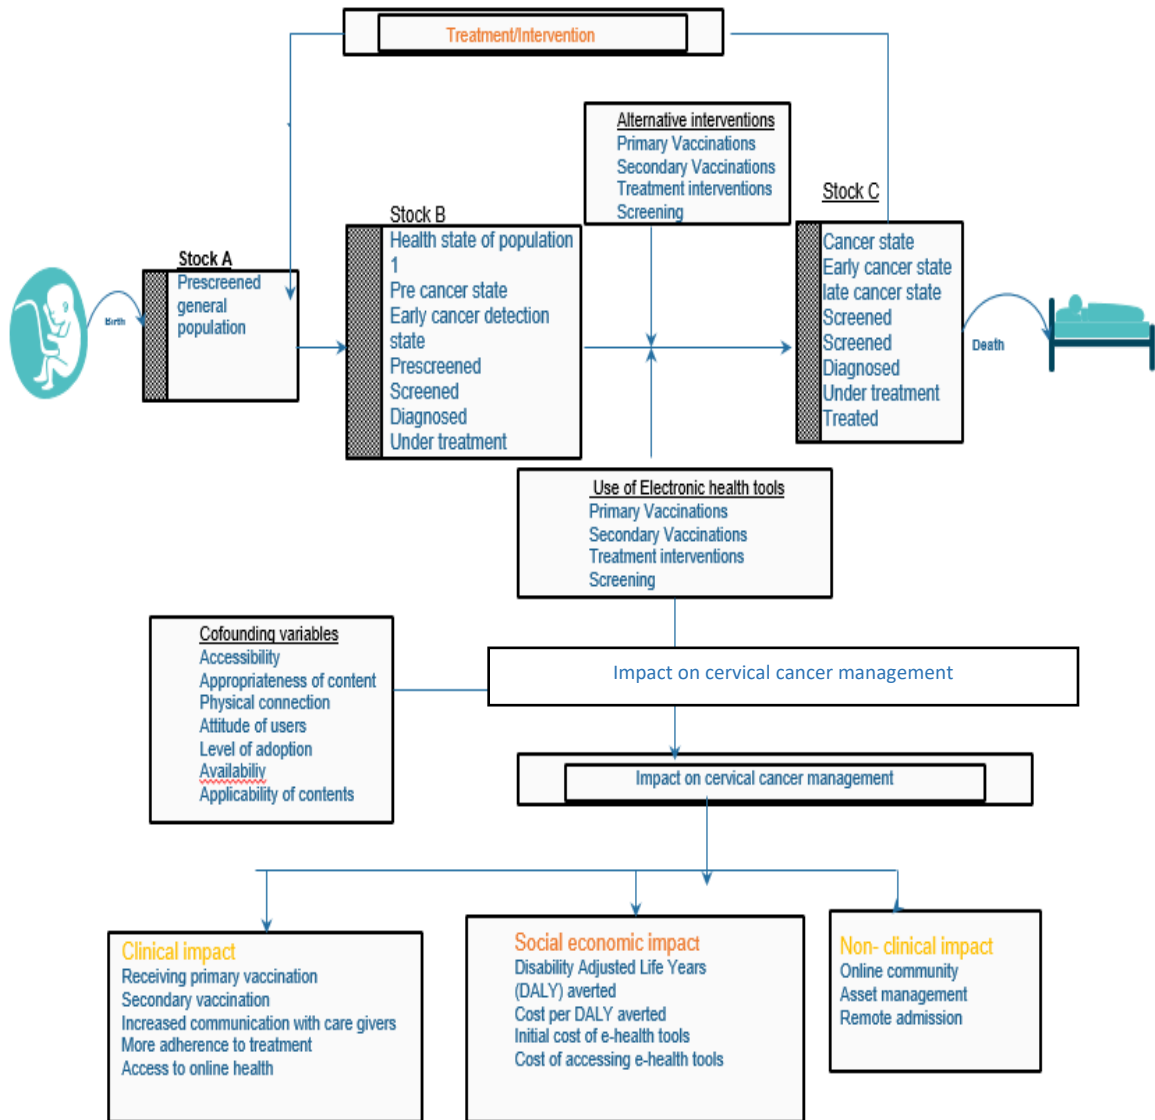 Treatment/Intervention
Alternative interventions
Primary Vaccinations
Secondary Vaccinations
Treatment interventions
Screening
Stock C
Cancer state
Early cancer state
late cancer state
Screened
Screened
Diagnosed
Under treatment
Treated
Stock B
Health state of population
1
Pre cancer state
Early cancer detection
state
Prescreened
Screened
Diagnosed
Under treatment
Stock A
Prescreened
general
population
Birth
Death
Use of Electronic health tools
Primary Vaccinations
Secondary Vaccinations
Treatment interventions
Screening
Cofounding variables
Accessibility
Appropriateness of content
Physical connection
Attitude of users
Level of adoption
Availabiliv
Applicability of contents
Impact on cervical cancer management
Impact on cervical cancer management
Clinical impact
Receiving primary vaccination
Secondary vaccination
Increased communication with care givers
More adherence to treatment
Access to online health
Social economic impact
Disability Adjusted Life Years
(DALY) averted
Cost per DALY averted
Initial cost of e-health tools
Cost of accessing e-health tools
Non- clinical impact
Online community
Asset management
Remote admission